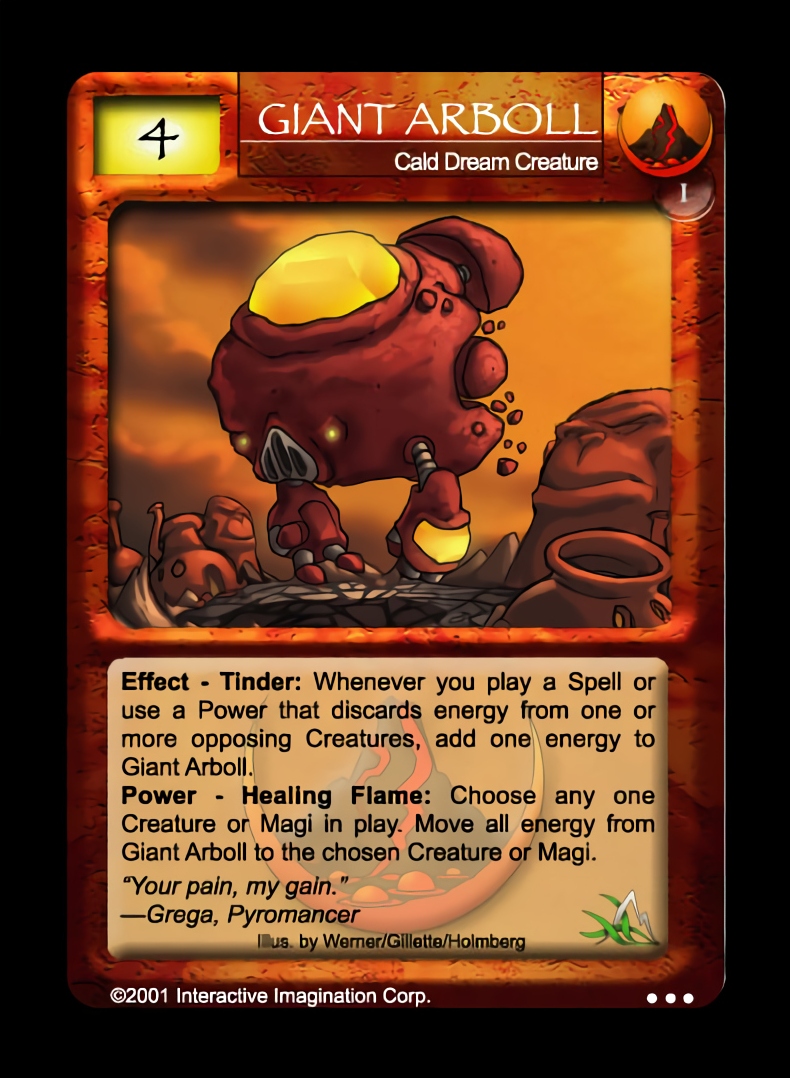 4
GIANT ARBOLL
Cald Dream Creature
I
Effect - Tinder: Whenever you play a Spell or
use a Power that discards energy from one or
more opposing Creatures, add one energy to
Giant Arboll.
Power - Healing Flame: Choose any one
Creature or Magi in play. Move all energy from
Giant Arboll to the chosen Creature or Magi.
"Your pain, my gain."
—Grega, Pyromancer
Illus. by Werner/Gillette/Holmberg
©2001 Interactive Imagination Corp.